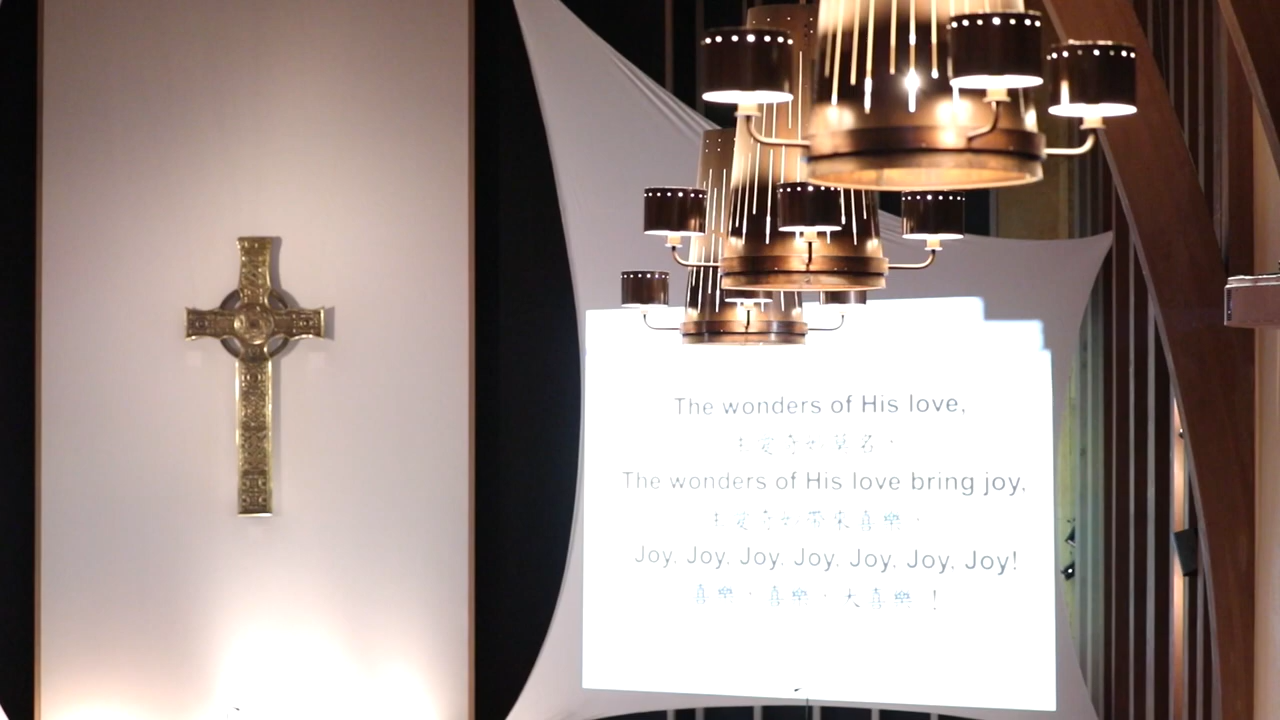 The wonders of His love,
主愛奇妙莫名，
The wonders of His love bring joy,
主愛奇妙帶來喜樂，
Joy, Joy, Joy, Joy, Joy, Joy, Joy!
喜樂，喜樂，大喜樂！